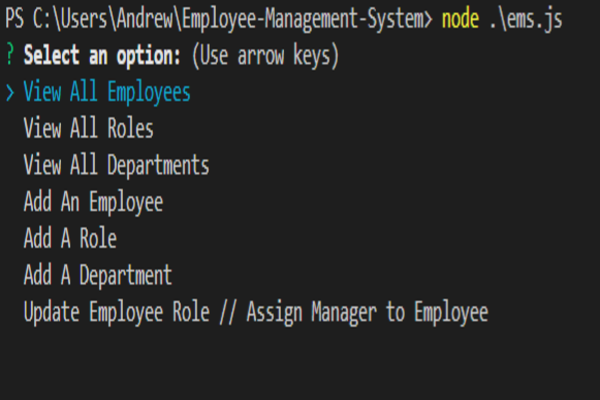 PS C:\Users\Andrew\Employee-Management-System> node .\ems.js
? Select an option: (Use arrow keys)
> View All Employees
View All Roles
View All Departments
Add An Employee
Add A Role
Add A Department
Update Employee Role // Assign Manager to Employee